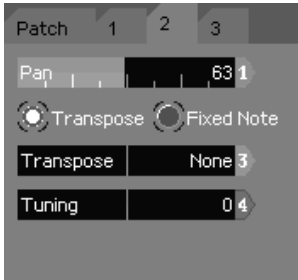 Patch 1 2 3
Pan 63 1
Transpose Fixed Note
Transpose None 3
Tuning 0 4